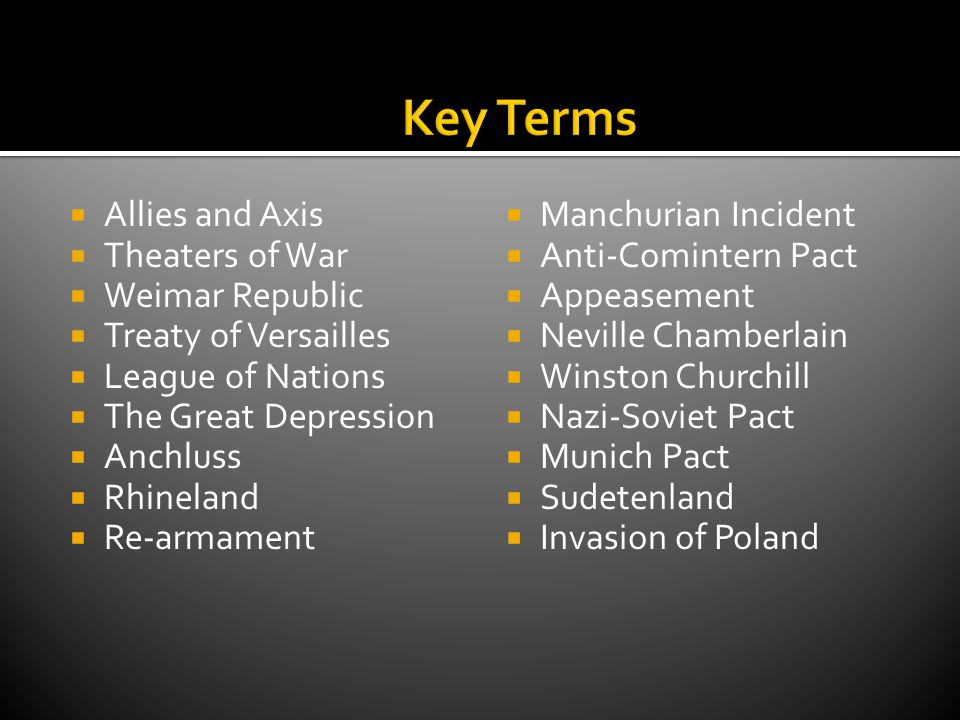 Key Terms
Allies and Axis
Theaters of War
Weimar Republic
Treaty of Versailles
League of Nations
The Great Depression
Anchluss
Rhineland
Re-armament
Manchurian Incident
Anti-Comintern Pact
Appeasement
Neville Chamberlain
Winston Churchill
Nazi-Soviet Pact
Munich Pact
Sudetenland
Invasion of Poland